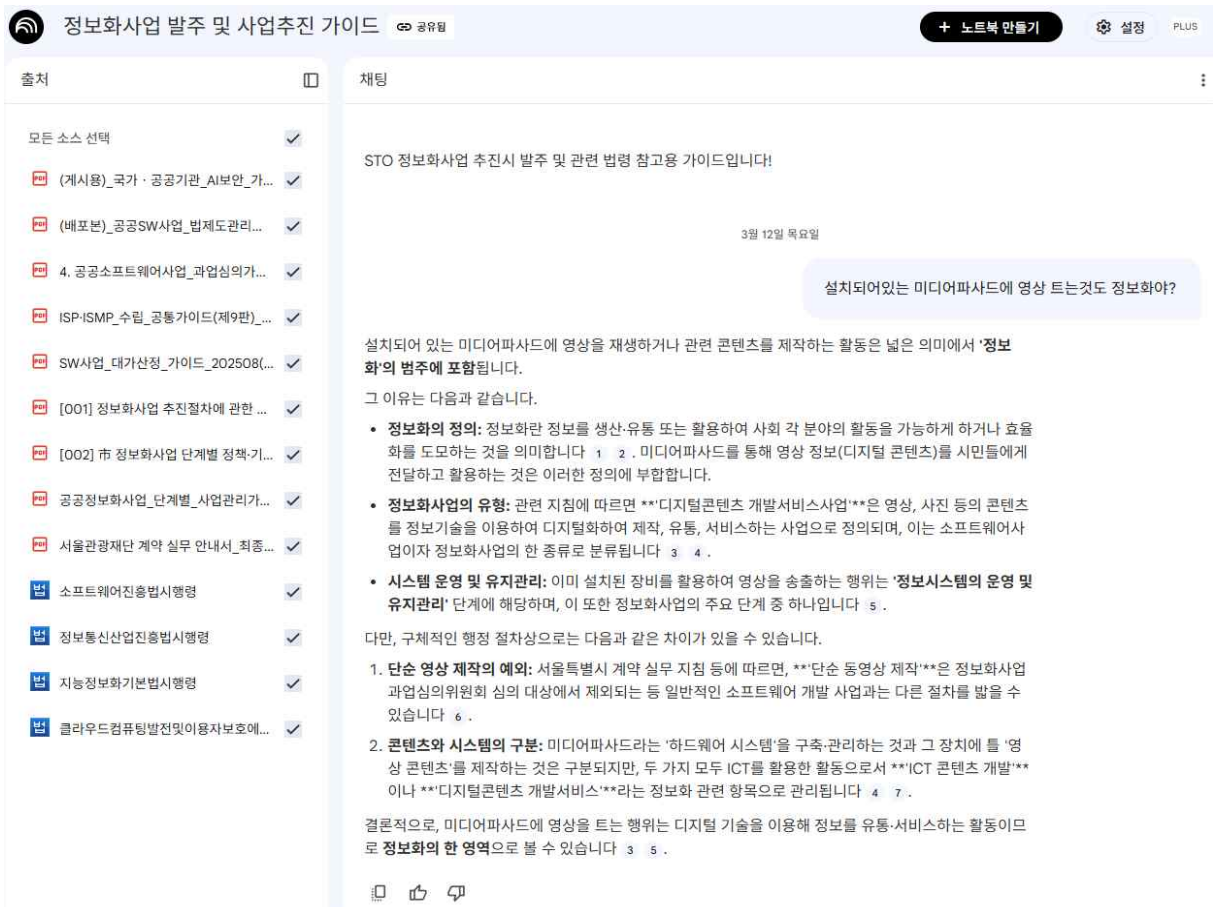 정보화사업 발주 및 사업추진 가이드 공유됨
+ 노트북 만들기 설정 PLUS
출처
모든 소스 선택
(게시용)_국가ㆍ공공기관_AI보안_가...
(배포본)_공공SW사업_법제도관리...
4. 공공소프트웨어사업_과업심의가...
ISP·ISMP_수립_공통가이드(제9판)_...
SW사업_대가산정_가이드_202508(...
[001] 정보화사업 추진절차에 관한 ...
[002] 市 정보화사업 단계별 정책·기...
공공정보화사업_단계별_사업관리가...
서울관광재단 계약 실무 안내서_최종...
소프트웨어진흥법시행령
정보통신산업진흥법시행령
지능정보화기본법시행령
클라우드컴퓨팅발전및이용자보호에...
채팅
STO 정보화사업 추진시 발주 및 관련 법령 참고용 가이드입니다!
3월 12일 목요일
설치되어있는 미디어파사드에 영상 트는것도 정보화야?
설치되어 있는 미디어파사드에 영상을 재생하거나 관련 콘텐츠를 제작하는 활동은 넓은 의미에서 '정보
화'의 범주에 포함됩니다.
그 이유는 다음과 같습니다.
• 정보화의 정의: 정보화란 정보를 생산·유통 또는 활용하여 사회 각 분야의 활동을 가능하게 하거나 효율
화를 도모하는 것을 의미합니다 1 2 . 미디어파사드를 통해 영상 정보(디지털 콘텐츠)를 시민들에게
전달하고 활용하는 것은 이러한 정의에 부합합니다.
• 정보화사업의 유형: 관련 지침에 따르면 **'디지털콘텐츠 개발서비스사업'**은 영상, 사진 등의 콘텐츠
를 정보기술을 이용하여 디지털화하여 제작, 유통, 서비스하는 사업으로 정의되며, 이는 소프트웨어사
업이자 정보화사업의 한 종류로 분류됩니다 3 4 .
• 시스템 운영 및 유지관리: 이미 설치된 장비를 활용하여 영상을 송출하는 행위는 '정보시스템의 운영 및
유지관리' 단계에 해당하며, 이 또한 정보화사업의 주요 단계 중 하나입니다 5 .
다만, 구체적인 행정 절차상으로는 다음과 같은 차이가 있을 수 있습니다.
1. 단순 영상 제작의 예외: 서울특별시 계약 실무 지침 등에 따르면, **'단순 동영상 제작'**은 정보화사업
과업심의위원회 심의 대상에서 제외되는 등 일반적인 소프트웨어 개발 사업과는 다른 절차를 밟을 수
있습니다 6 .
2. 콘텐츠와 시스템의 구분: 미디어파사드라는 '하드웨어 시스템'을 구축·관리하는 것과 그 장치에 틀 '영
상 콘텐츠'를 제작하는 것은 구분되지만, 두 가지 모두 ICT를 활용한 활동으로서 **'ICT 콘텐츠 개발'**
이나 **'디지털콘텐츠 개발서비스'**라는 정보화 관련 항목으로 관리됩니다 4 7 .
결론적으로, 미디어파사드에 영상을 트는 행위는 디지털 기술을 이용해 정보를 유통·서비스하는 활동이므
로 정보화의 한 영역으로 볼 수 있습니다 3 5 .